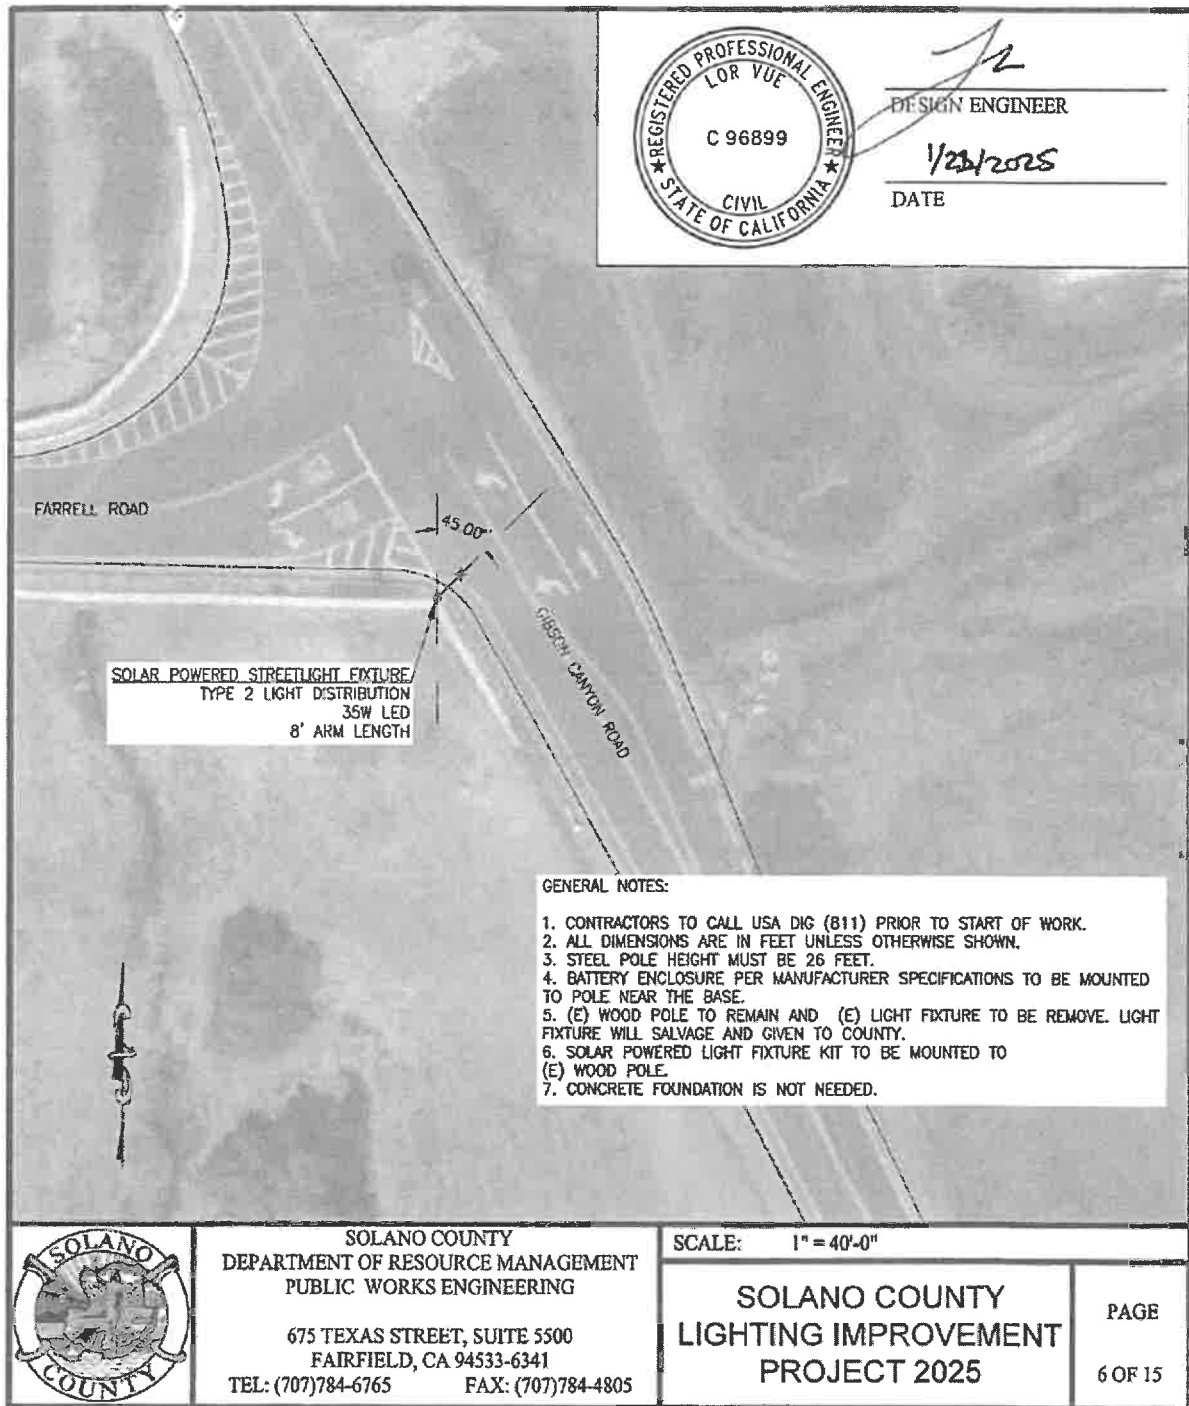 REGISTERED PROFESSIONAL ENGINEER
LOR VUE
C 96899
CIVIL
STATE OF CALIFORNIA
DESIGN ENGINEER
DATE
FARRELL ROAD
45.00°
GIBSON CANYON ROAD
SOLAR POWERED STREETLIGHT FIXTURE
TYPE 2 LIGHT DISTRIBUTION
35W LED
8' ARM LENGTH
GENERAL NOTES:
1. CONTRACTORS TO CALL USA DIG (811) PRIOR TO START OF WORK.
2. ALL DIMENSIONS ARE IN FEET UNLESS OTHERWISE SHOWN.
3. STEEL POLE HEIGHT MUST BE 26 FEET.
4. BATTERY ENCLOSURE PER MANUFACTURER SPECIFICATIONS TO BE MOUNTED
TO POLE NEAR THE BASE.
5. (E) WOOD POLE TO REMAIN AND (E) LIGHT FIXTURE TO BE REMOVE. LIGHT
FIXTURE WILL SALVAGE AND GIVEN TO COUNTY.
6. SOLAR POWERED LIGHT FIXTURE KIT TO BE MOUNTED TO
(E) WOOD POLE.
7. CONCRETE FOUNDATION IS NOT NEEDED.
SOLANO
COUNTY
SOLANO COUNTY
DEPARTMENT OF RESOURCE MANAGEMENT
PUBLIC WORKS ENGINEERING
675 TEXAS STREET, SUITE 5500
FAIRFIELD, CA 94533-6341
TEL: (707)784-6765 FAX: (707)784-4805
SCALE: 1" = 40'-0"
SOLANO COUNTY
LIGHTING IMPROVEMENT
PROJECT 2025
PAGE
6 OF 15